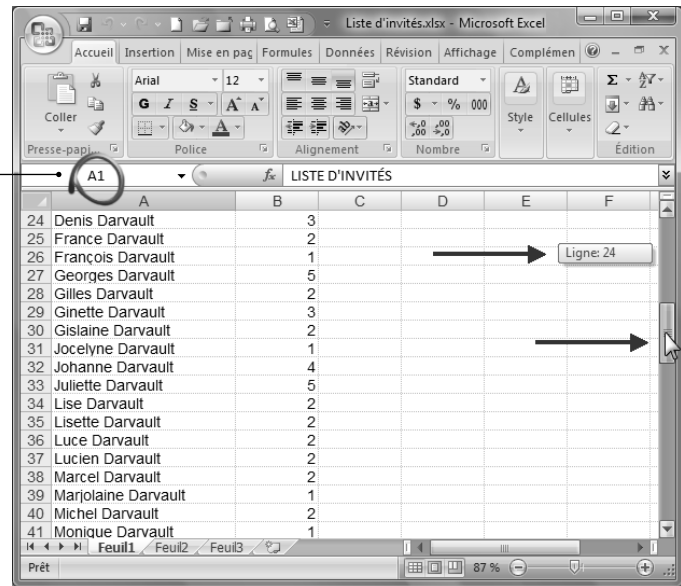 Liste d'invités.xlsx - Microsoft Excel
Accueil Insertion Mise en pag Formules Données Révision Affichage Complémen
Coller
Presse-papi...
Arial 12
G I S A A
A
Police
Alignement
Standard
$ % 000
,00 ,00
,00 ,0
Nombre
A
Style
Cellules
Σ
Édition
A1 fx LISTE D'INVITÉS
A B C D E F
24 Denis Darvault 3
25 France Darvault 2
26 François Darvault 1
Ligne: 24
27 Georges Darvault 5
28 Gilles Darvault 2
29 Ginette Darvault 3
30 Gislaine Darvault 2
31 Jocelyne Darvault 1
32 Johanne Darvault 4
33 Juliette Darvault 5
34 Lise Darvault 2
35 Lisette Darvault 2
36 Luce Darvault 2
37 Lucien Darvault 2
38 Marcel Darvault 2
39 Marjolaine Darvault 1
40 Michel Darvault 2
41 Monique Darvault 1
Feuil1 Feuil2 Feuil3
Prêt 87 %